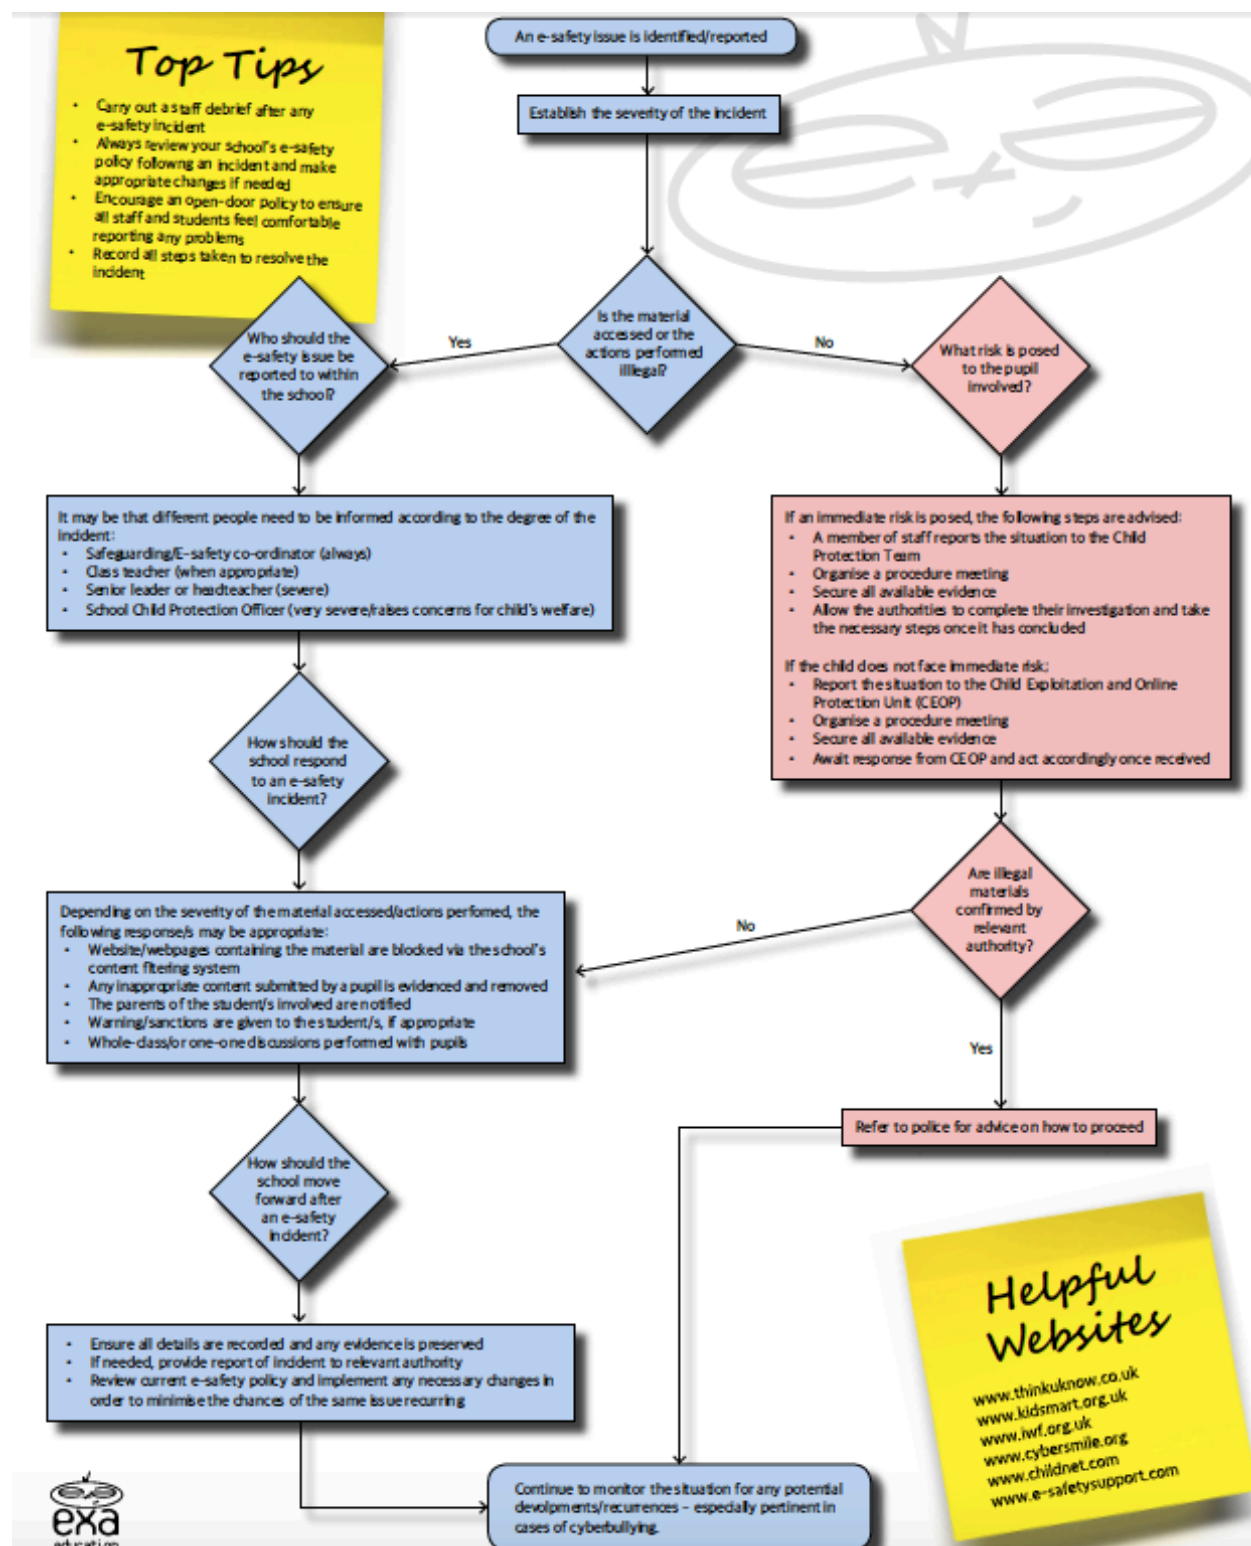 Top Tips
• Carry out a staff debrief after any
e-safety incident
• Always review your school's e-safety
policy followng an incident and make
appropriate changes if needed
• Encourage an open-door policy to ensure
all staff and students feel comfortable
reporting any problems
• Record all steps taken to resolve the
incident
An e-safety issue is identified/reported
Establish the severity of the incident
Is the material
accessed or the
actions performed
illlegal?
Yes
No
Who should the
e-safety issue be
reported to within
the school?
What risk is posed
to the pupil
involved?
It may be that different people need to be informed according to the degree of the
incident:
• Safeguarding/E-safety co-ordinator (always)
• Class teacher (when appropriate)
• Senior leader or headteacher (severe)
• School Child Protection Officer (very severe/raises concerns for child's welfare)
If an immediate risk is posed, the following steps are advised:
• A member of staff reports the situation to the Child
Protection Team
• Organise a procedure meeting
• Secure all available evidence
• Allow the authorities to complete their investigation and take
the necessary steps once it has concluded
If the child does not face immediate risk:
• Report the situation to the Child Exploitation and Online
Protection Unit (CEOP)
• Organise a procedure meeting
• Secure all available evidence
• Await response from CEOP and act accordingly once received
How should the
school respond
to an e-safety
incident?
Are illegal
materials
confirmed by
relevant
authority?
No
Yes
Depending on the severity of the material accessed/actions perfomed, the
following response/s may be appropriate:
• Website/webpages containing the material are blocked via the school's
content fltering system
• Any inappropriate content submitted by a pupil is evidenced and removed
• The parents of the student/s involved are notified
• Warning/sanctions are given to the student/s, if appropriate
• Whole-class/or one-one discussions performed with pupils
Refer to police for advice on how to proceed
How should the
school move
forward after
an e-safety
incident?
• Ensure all details are recorded and any evidence is preserved
• If needed, provide report of incident to relevant authority
• Review current e-safety policy and implement any necessary changes in
order to minimise the chances of the same issue recurring
Helpful
Websites
www.thinkuknow.co.uk
www.kidsmart.org.uk
www.iwf.org.uk
www.cybersmile.org
www.childnet.com
www.e-safetysupport.com
Continue to monitor the situation for any potential
devolpments/recurrences – especially pertinent in
cases of cyberbullying.
exa
education